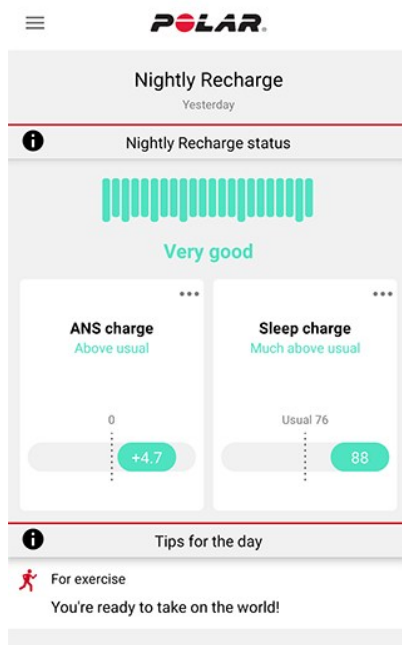 POLAR.
Nightly Recharge
Yesterday
Nightly Recharge status
Very good
ANS charge
Above usual
0
+4.7
Sleep charge
Much above usual
Usual 76
88
Tips for the day
For exercise
You're ready to take on the world!